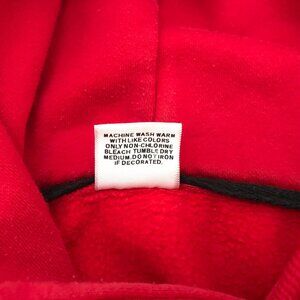 MACHINE WASH WARM
WITH LIKE COLORS
ONLY NON-CHLORINE
BLEACH TUMBLE DRY
MEDIUM. DO NOT IRON
IF DECORATED.